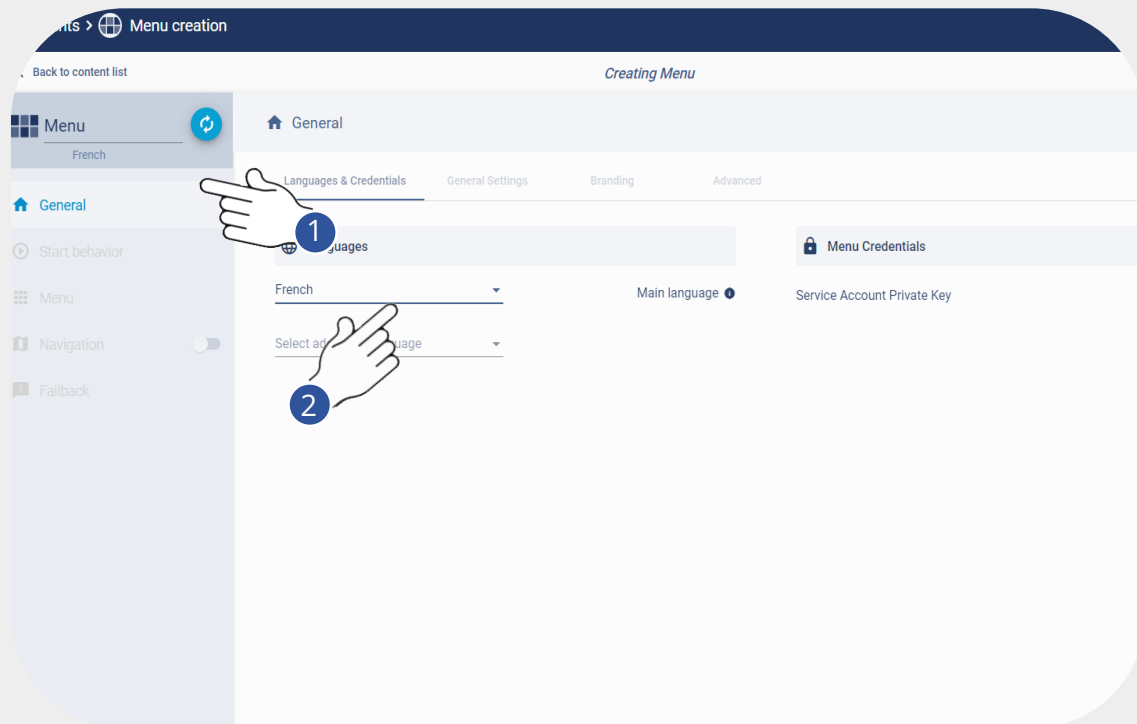 > Menu creation
Back to content list
Creating Menu
Menu
French
General
Start behavior
Menu
Navigation
Fallback
General
Languages & Credentials
General Settings
Branding
Advanced
1
Menu Credentials
French
Main language
Service Account Private Key
2